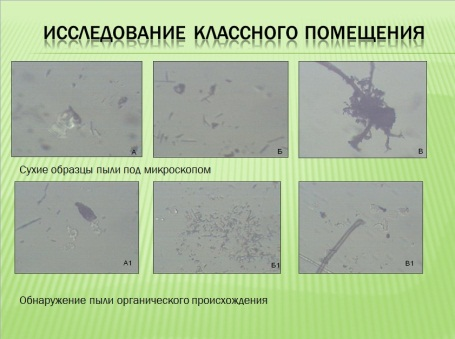 ИССЛЕДОВАНИЕ КЛАССНОГО ПОМЕЩЕНИЯ
А
Б
В
Сухие образцы пыли под микроскопом
А1
Б1
В1
Обнаружение пыли органического происхождения